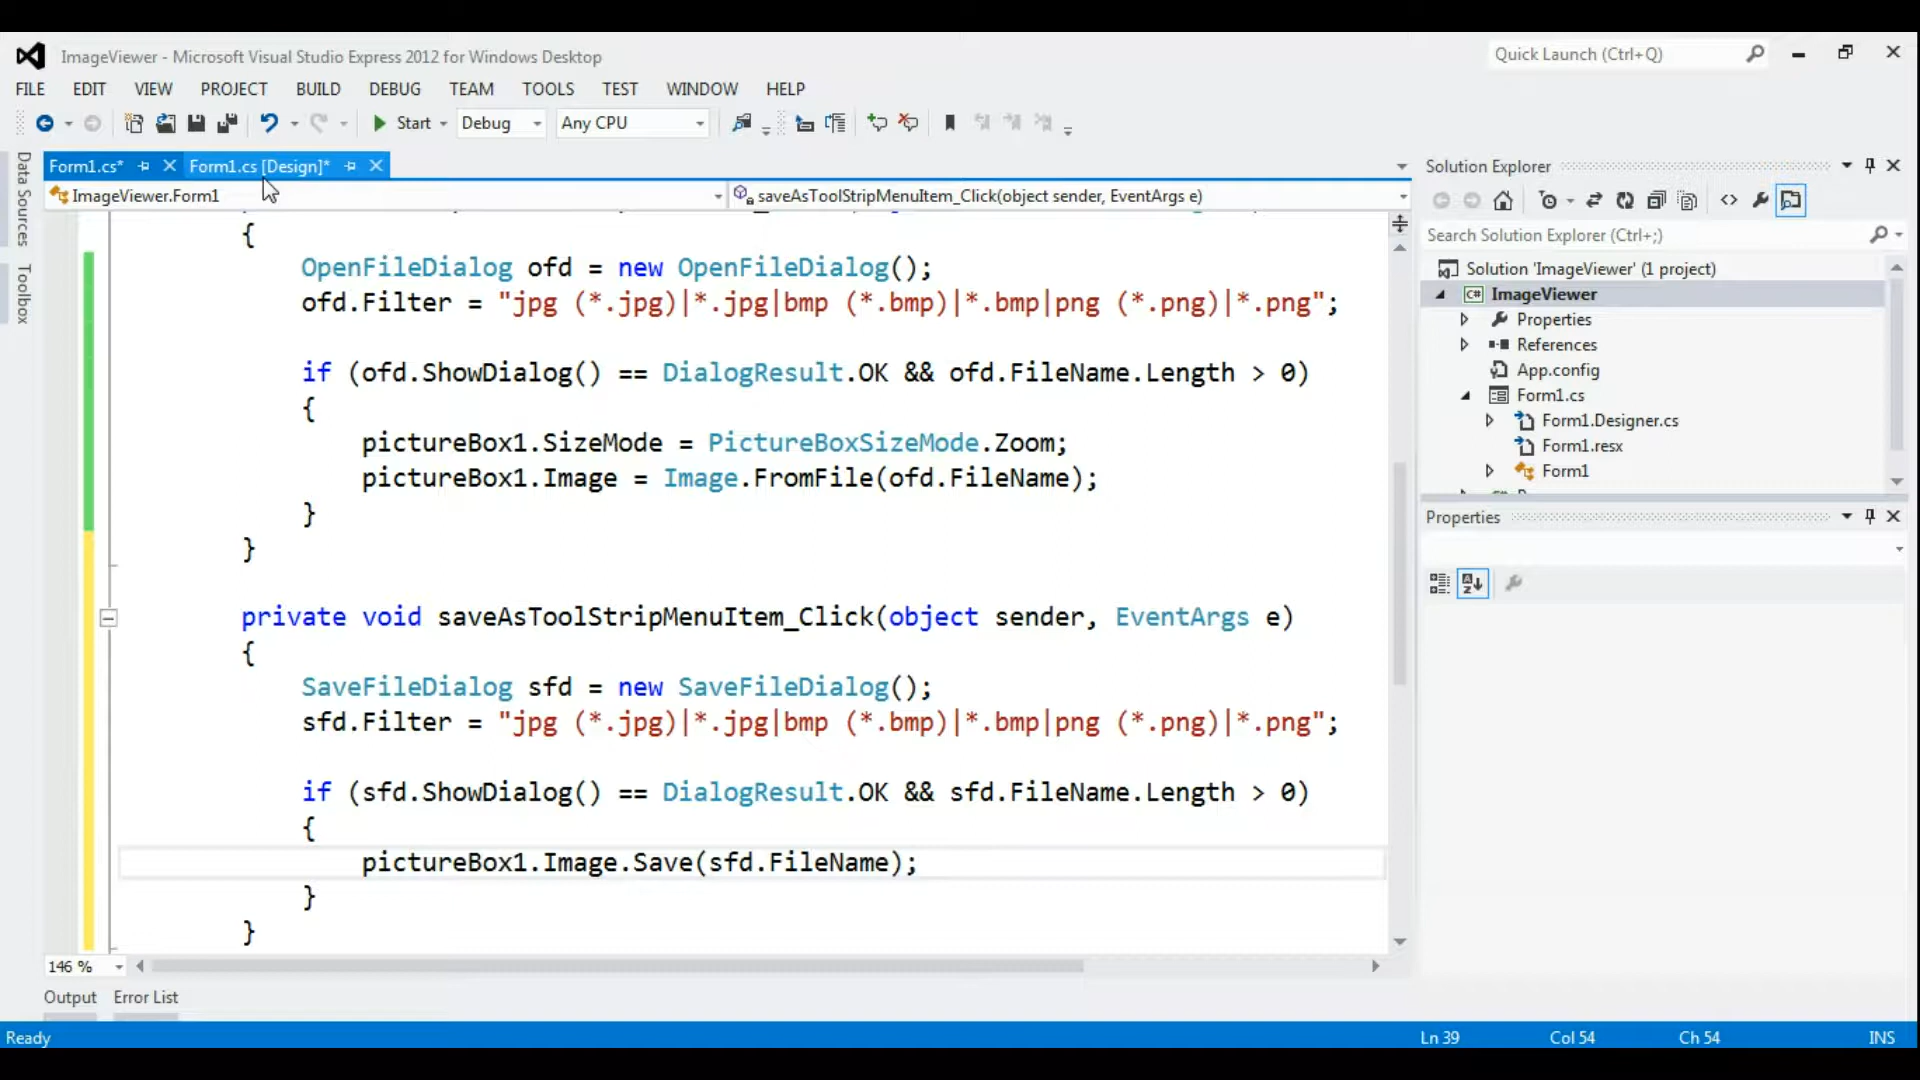 ImageViewer - Microsoft Visual Studio Express 2012 for Windows Desktop
Quick Launch (Ctrl+Q)
FILE EDIT VIEW PROJECT BUILD DEBUG TEAM TOOLS TEST WINDOW HELP
Start Debug Any CPU
Form1.cs* Form1.cs [Design]*
ImageViewer.Form1 saveAsToolStripMenuItem_Click(object sender, EventArgs e)
Data Sources
Toolbox
{
OpenFileDialog ofd = new OpenFileDialog();
ofd.Filter = "jpg (*.jpg)|*.jpg|bmp (*.bmp)|*.bmp|png (*.png)|*.png";
if (ofd.ShowDialog() == DialogResult.OK && ofd.FileName.Length > 0)
{
pictureBox1.SizeMode = PictureBoxSizeMode.Zoom;
pictureBox1.Image = Image.FromFile(ofd.FileName);
}
}
private void saveAsToolStripMenuItem_Click(object sender, EventArgs e)
{
SaveFileDialog sfd = new SaveFileDialog();
sfd.Filter = "jpg (*.jpg)|*.jpg|bmp (*.bmp)|*.bmp|png (*.png)|*.png";
if (sfd.ShowDialog() == DialogResult.OK && sfd.FileName.Length > 0)
{
pictureBox1.Image.Save(sfd.FileName);
}
}
146 %
Output Error List
Solution Explorer
Search Solution Explorer (Ctrl+;)
Solution 'ImageViewer' (1 project)
C# ImageViewer
Properties
References
App.config
Form1.cs
Form1.Designer.cs
Form1.resx
Form1
Properties
Ready Ln 39 Col 54 Ch 54 INS